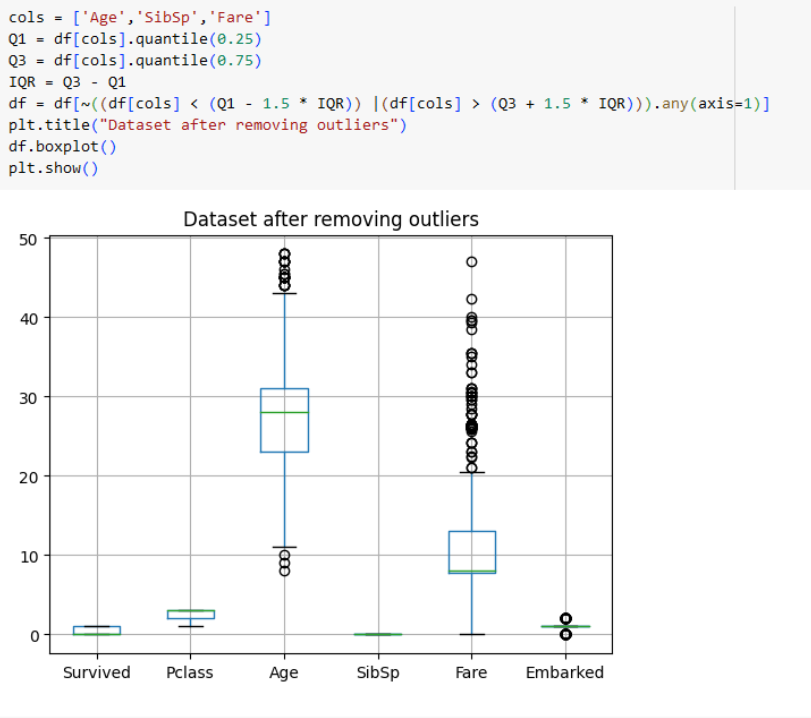 cols = ['Age','SibSp','Fare']
Q1 = df[cols].quantile(0.25)
Q3 = df[cols].quantile(0.75)
IQR = Q3 - Q1
df = df[~((df[cols] < (Q1 - 1.5 * IQR)) |(df[cols] > (Q3 + 1.5 * IQR))).any(axis=1)]
plt.title("Dataset after removing outliers")
df.boxplot()
plt.show()
Dataset after removing outliers
50
40
30
20
10
0
Survived Pclass Age SibSp Fare Embarked